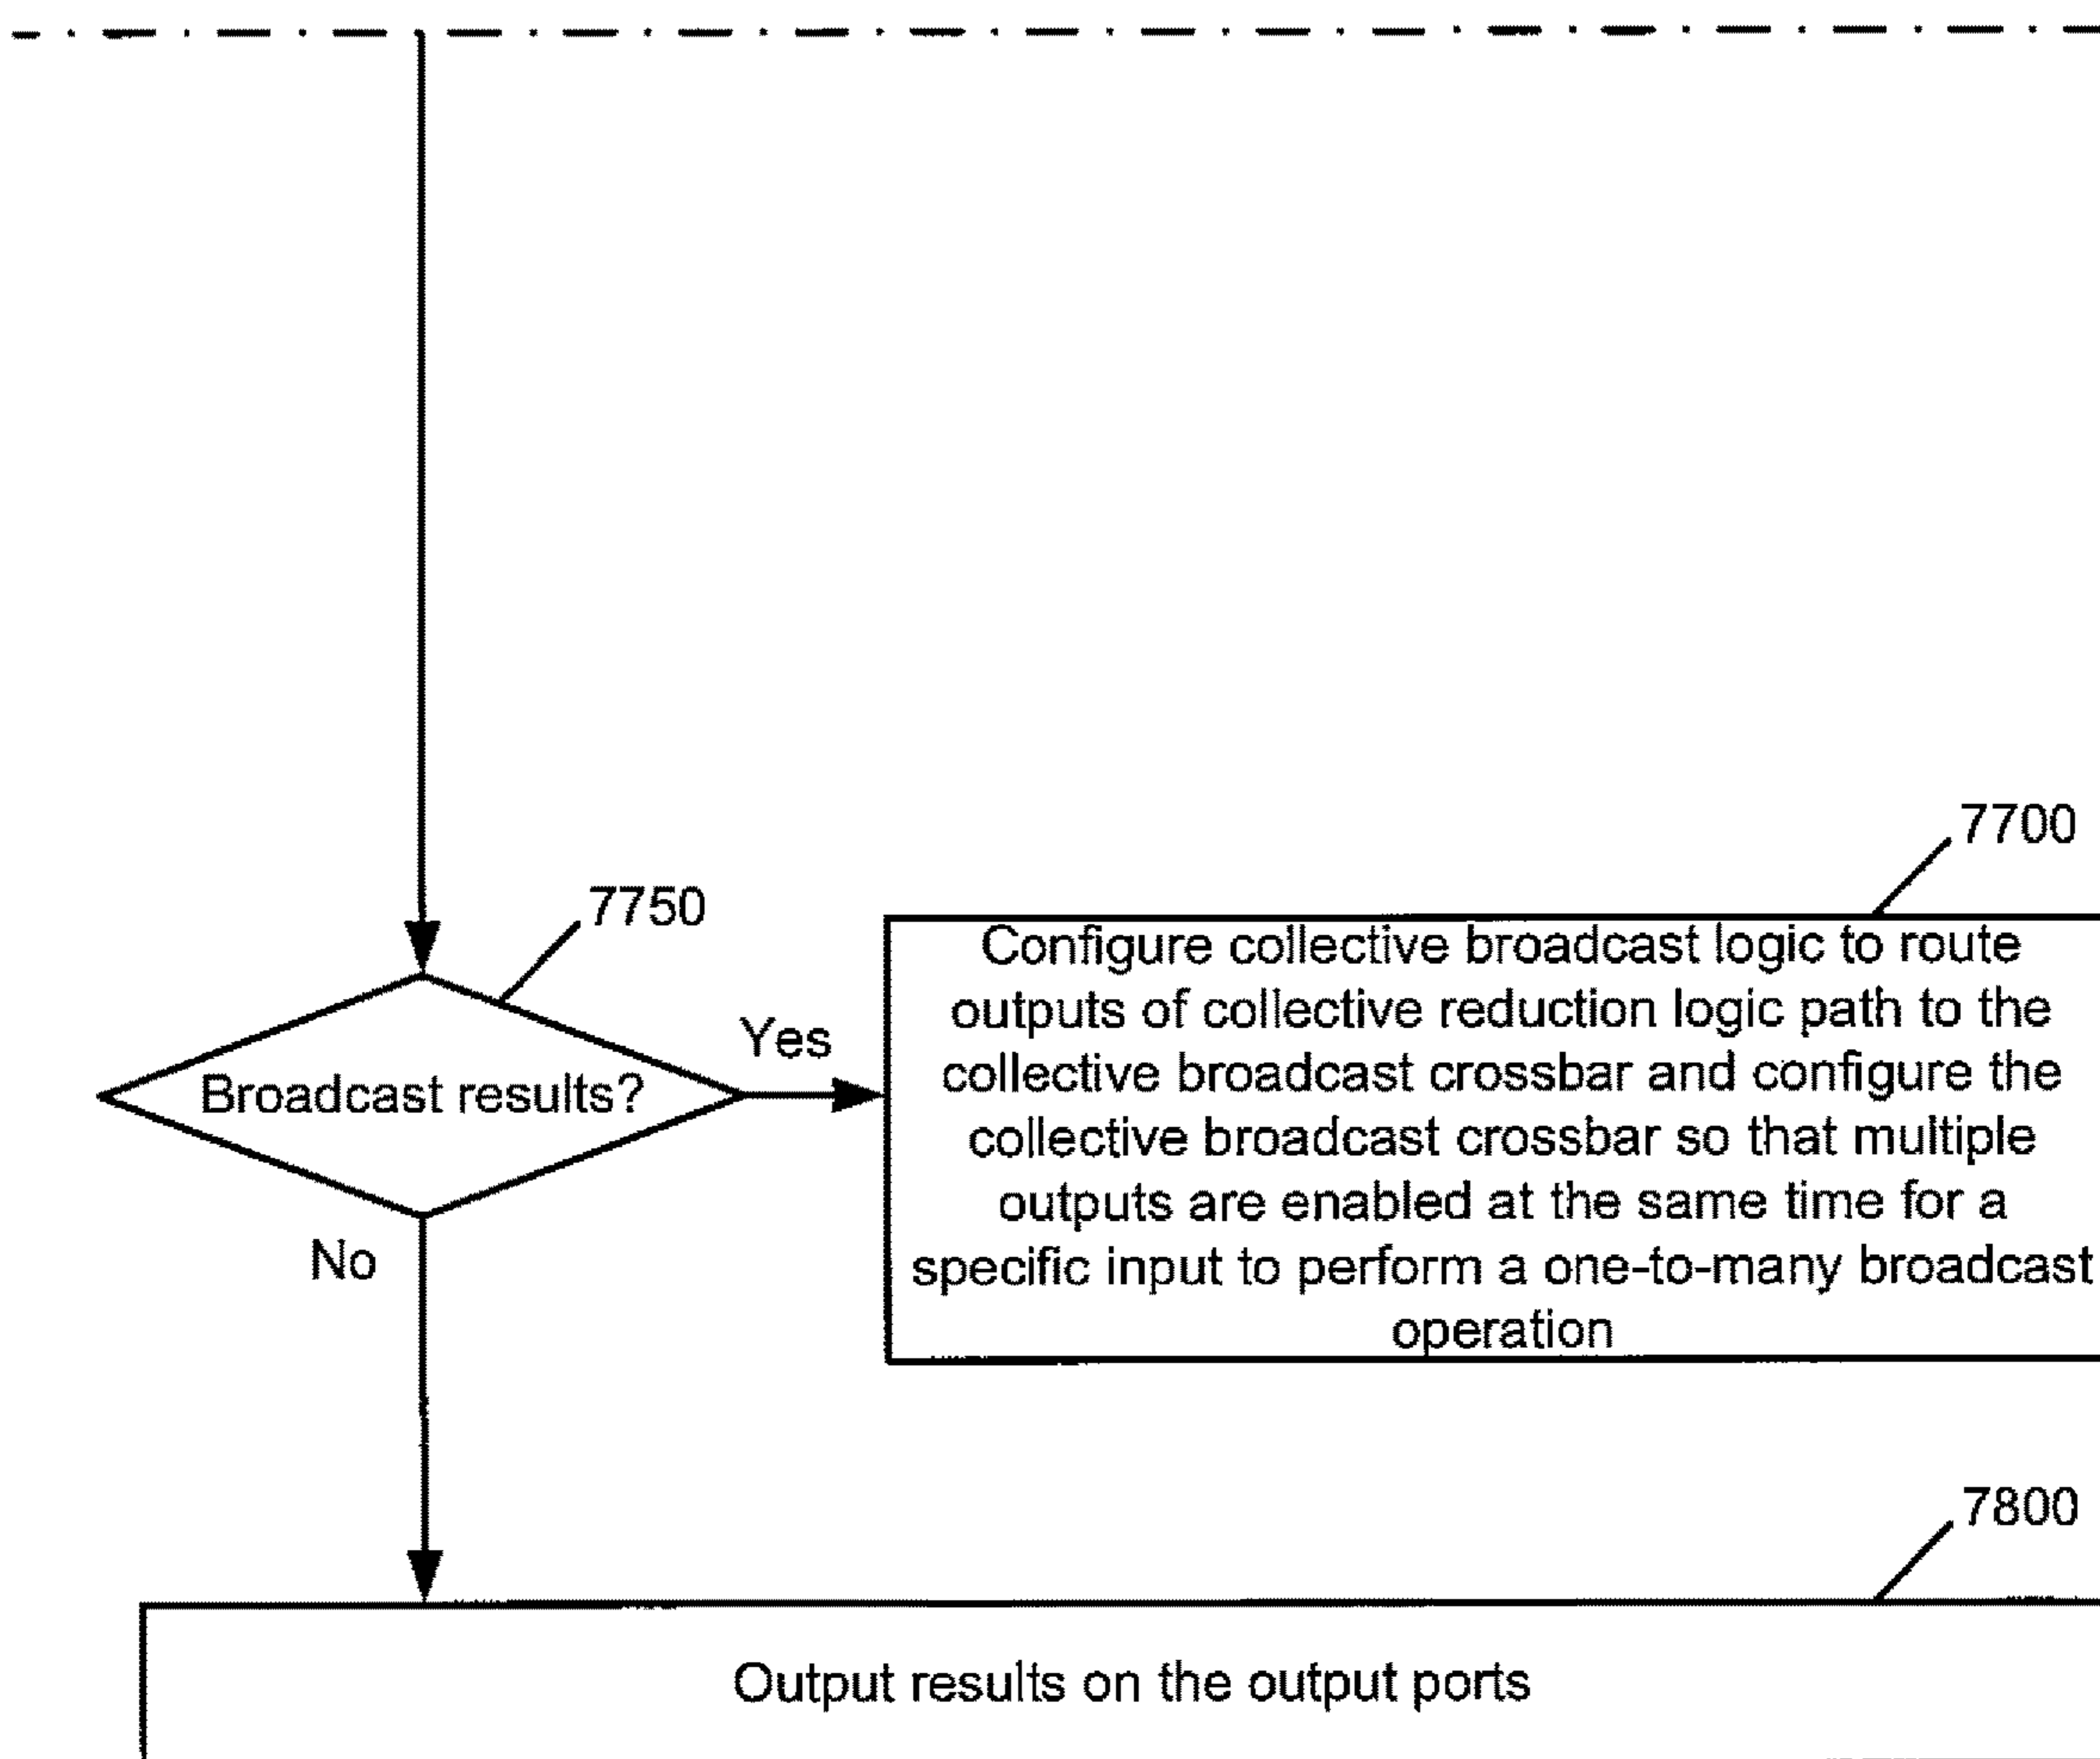 7700
7750
Configure collective broadcast logic to route
outputs of collective reduction logic path to the
collective broadcast crossbar and configure the
collective broadcast crossbar so that multiple
outputs are enabled at the same time for a
specific input to perform a one-to-many broadcast
operation
Yes
Broadcast results?
No
7800
Output results on the output ports